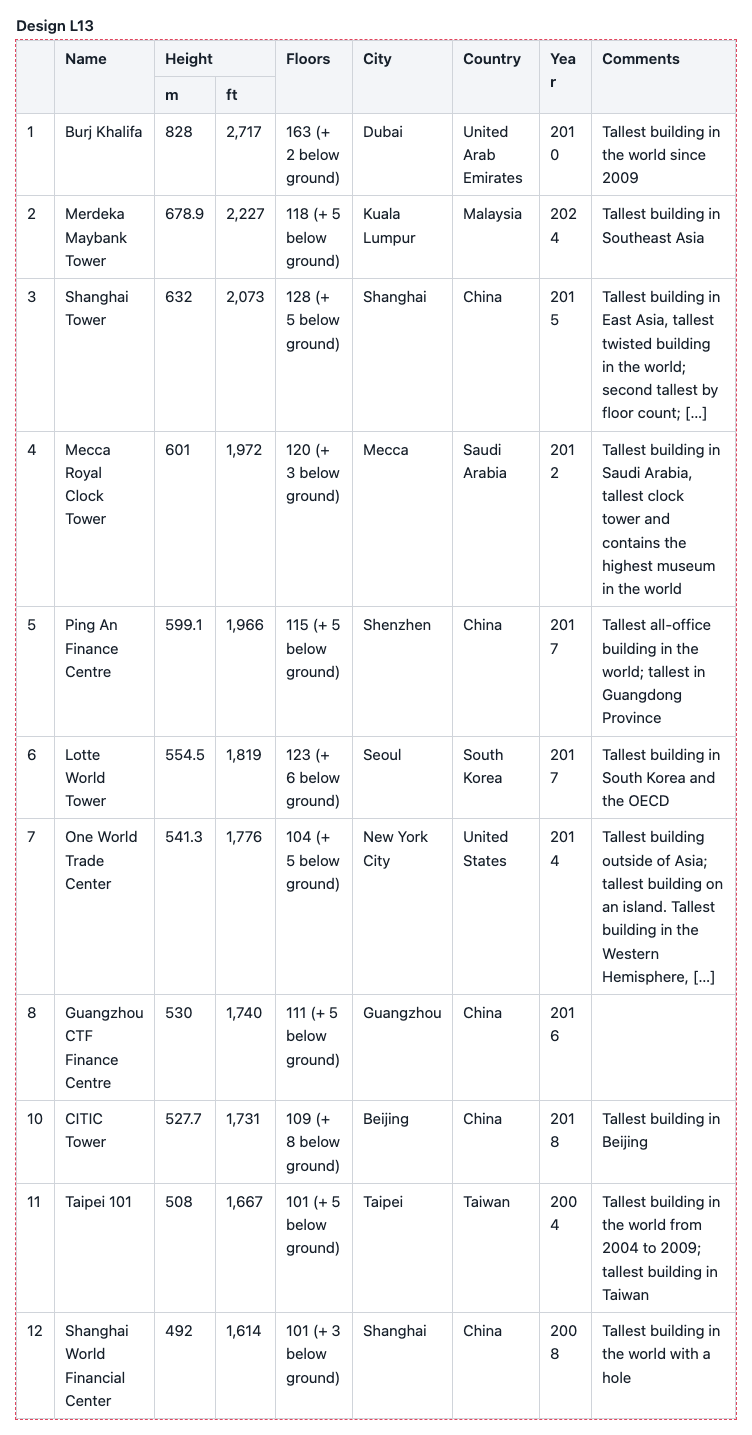 Design L13
Name Height Floors City Country Yea
r Comments
m ft
1 Burj Khalifa 828 2,717 163 (+
2 below
ground) Dubai United
Arab
Emirates 201
0 Tallest building in
the world since
2009
2 Merdeka
Maybank
Tower 678.9 2,227 118 (+ 5
below
ground) Kuala
Lumpur Malaysia 202
4 Tallest building in
Southeast Asia
3 Shanghai
Tower 632 2,073 128 (+
5 below
ground) Shanghai China 201
5 Tallest building in
East Asia, tallest
twisted building
in the world;
second tallest by
floor count; [...]
4 Mecca
Royal
Clock
Tower 601 1,972 120 (+
3 below
ground) Mecca Saudi
Arabia 201
2 Tallest building in
Saudi Arabia,
tallest clock
tower and
contains the
highest museum
in the world
5 Ping An
Finance
Centre 599.1 1,966 115 (+ 5
below
ground) Shenzhen China 201
7 Tallest all-office
building in the
world; tallest in
Guangdong
Province
6 Lotte
World
Tower 554.5 1,819 123 (+
6 below
ground) Seoul South
Korea 201
7 Tallest building in
South Korea and
the OECD
7 One World
Trade
Center 541.3 1,776 104 (+
5 below
ground) New York
City United
States 201
4 Tallest building
outside of Asia;
tallest building on
an island. Tallest
building in the
Western
Hemisphere, [...]
8 Guangzhou
CTF
Finance
Centre 530 1,740 111 (+ 5
below
ground) Guangzhou China 201
6
10 CITIC
Tower 527.7 1,731 109 (+
8 below
ground) Beijing China 201
8 Tallest building in
Beijing
11 Taipei 101 508 1,667 101 (+ 5
below
ground) Taipei Taiwan 200
4 Tallest building in
the world from
2004 to 2009;
tallest building in
Taiwan
12 Shanghai
World
Financial
Center 492 1,614 101 (+ 3
below
ground) Shanghai China 200
8 Tallest building in
the world with a
hole